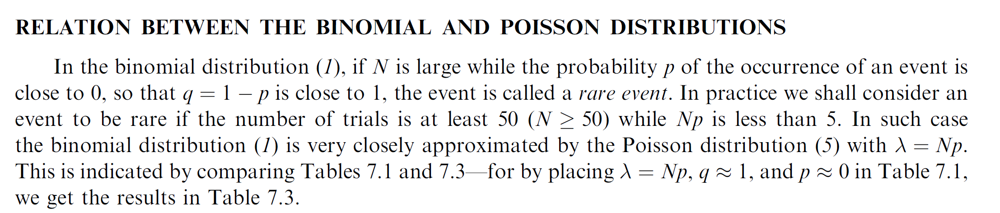 RELATION BETWEEN THE BINOMIAL AND POISSON DISTRIBUTIONS
In the binomial distribution (1), if N is large while the probability p of the occurrence of an event is
close to 0, so that q = 1 − p is close to 1, the event is called a rare event. In practice we shall consider an
event to be rare if the number of trials is at least 50 (N ≥ 50) while Np is less than 5. In such case
the binomial distribution (1) is very closely approximated by the Poisson distribution (5) with λ = Np.
This is indicated by comparing Tables 7.1 and 7.3—for by placing λ = Np, q ≈ 1, and p ≈ 0 in Table 7.1,
we get the results in Table 7.3.